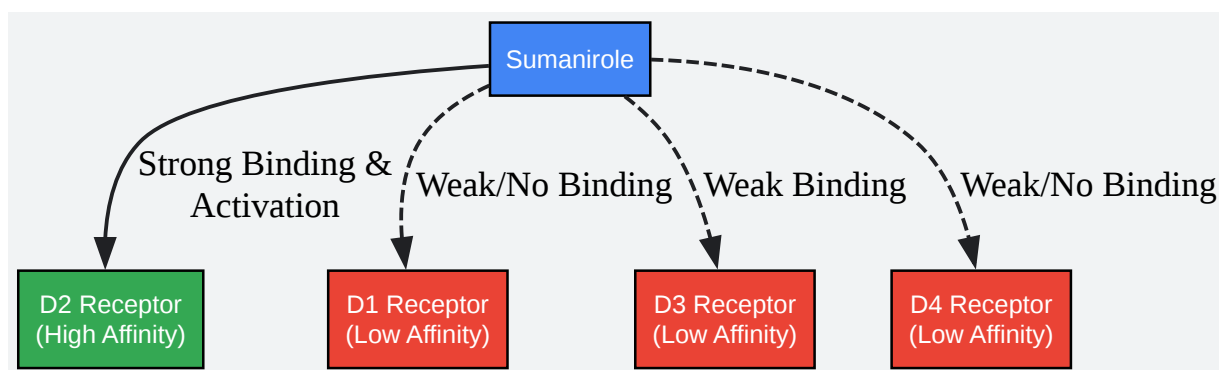 Sumanirole
Strong Binding &
Activation
Weak/No Binding
Weak Binding
Weak/No Binding
D2 Receptor
(High Affinity)
D1 Receptor
(Low Affinity)
D3 Receptor
(Low Affinity)
D4 Receptor
(Low Affinity)